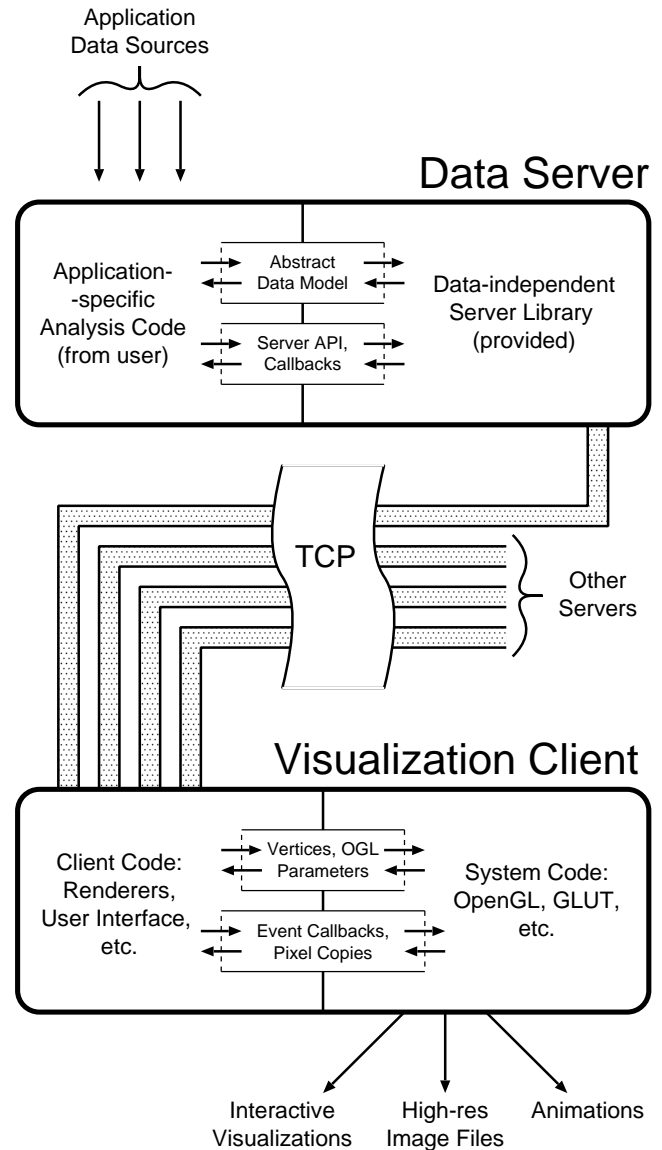 Application
Data Sources
Data Server
Application-
-specific
Analysis Code
(from user)
Abstract
Data Model
Server API,
Callbacks
Data-independent
Server Library
(provided)
TCP
Other
Servers
Visualization Client
Client Code:
Renderers,
User Interface,
etc.
Vertices, OGL
Parameters
Event Callbacks,
Pixel Copies
System Code:
OpenGL, GLUT,
etc.
Interactive
Visualizations
High-res
Image Files
Animations